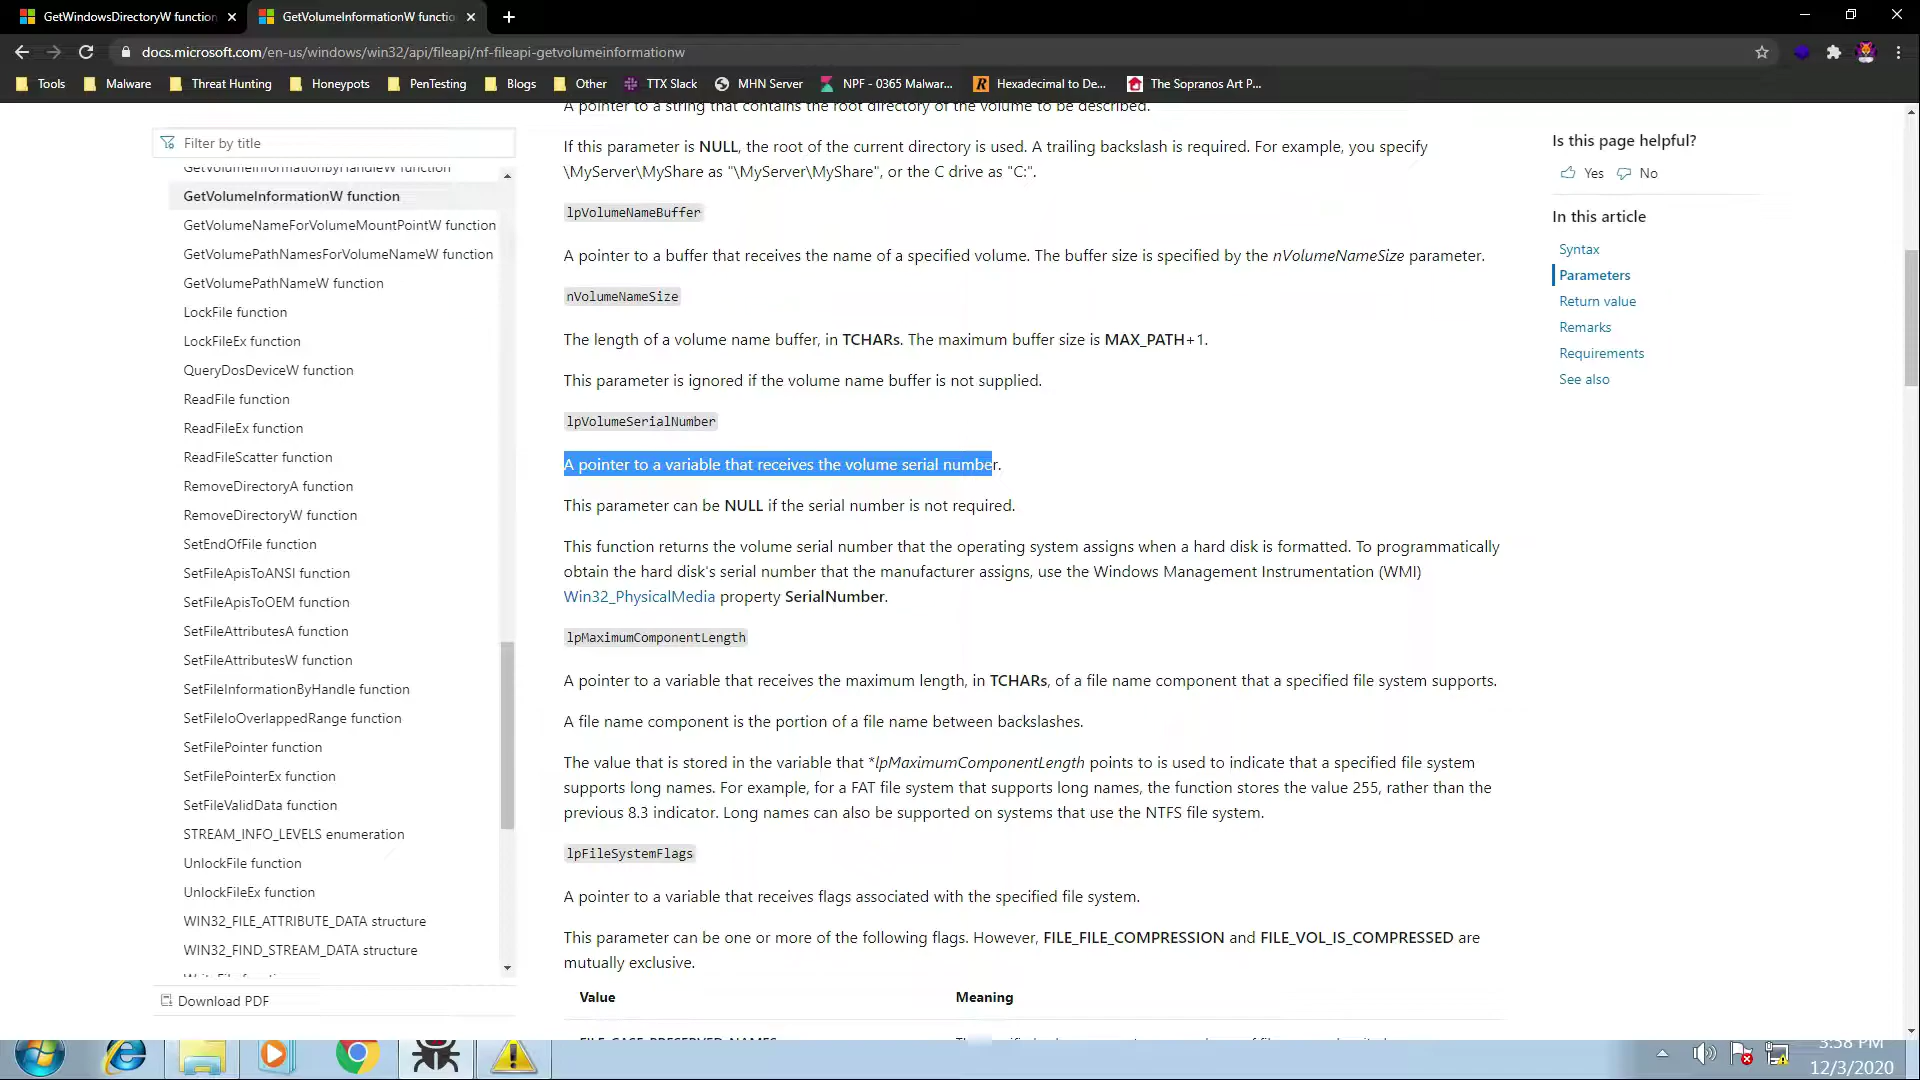 GetWindowsDirectoryW function
GetVolumeInformationW functio
docs.microsoft.com/en-us/windows/win32/api/fileapi/nf-fileapi-getvolumeinformationw
Tools Malware Threat Hunting Honeypots PenTesting Blogs Other TTX Slack MHN Server NPF - 0365 Malwar... Hexadecimal to De... The Sopranos Art P...
Filter by title
GetVolumeInformationByHandleW function
GetVolumeInformationW function
GetVolumeNameForVolumeMountPointW function
GetVolumePathNamesForVolumeNameW function
GetVolumePathNameW function
LockFile function
LockFileEx function
QueryDosDeviceW function
ReadFile function
ReadFileEx function
ReadFileScatter function
RemoveDirectoryA function
RemoveDirectoryW function
SetEndOfFile function
SetFileApisToANSI function
SetFileApisToOEM function
SetFileAttributesA function
SetFileAttributesW function
SetFileInformationByHandle function
SetFileIoOverlappedRange function
SetFilePointer function
SetFilePointerEx function
SetFileValidData function
STREAM_INFO_LEVELS enumeration
UnlockFile function
UnlockFileEx function
WIN32_FILE_ATTRIBUTE_DATA structure
WIN32_FIND_STREAM_DATA structure
Download PDF
A pointer to a string that contains the root directory of the volume to be described.
If this parameter is NULL, the root of the current directory is used. A trailing backslash is required. For example, you specify
\MyServer\MyShare as "\MyServer\MyShare", or the C drive as "C:".
lpVolumeNameBuffer
A pointer to a buffer that receives the name of a specified volume. The buffer size is specified by the nVolumeNameSize parameter.
nVolumeNameSize
The length of a volume name buffer, in TCHARs. The maximum buffer size is MAX_PATH+1.
This parameter is ignored if the volume name buffer is not supplied.
lpVolumeSerialNumber
A pointer to a variable that receives the volume serial number.
This parameter can be NULL if the serial number is not required.
This function returns the volume serial number that the operating system assigns when a hard disk is formatted. To programmatically
obtain the hard disk's serial number that the manufacturer assigns, use the Windows Management Instrumentation (WMI)
Win32_PhysicalMedia property SerialNumber.
lpMaximumComponentLength
A pointer to a variable that receives the maximum length, in TCHARs, of a file name component that a specified file system supports.
A file name component is the portion of a file name between backslashes.
The value that is stored in the variable that *lpMaximumComponentLength points to is used to indicate that a specified file system
supports long names. For example, for a FAT file system that supports long names, the function stores the value 255, rather than the
previous 8.3 indicator. Long names can also be supported on systems that use the NTFS file system.
lpFileSystemFlags
A pointer to a variable that receives flags associated with the specified file system.
This parameter can be one or more of the following flags. However, FILE_FILE_COMPRESSION and FILE_VOL_IS_COMPRESSED are
mutually exclusive.
Value Meaning
Is this page helpful?
Yes No
In this article
Syntax
Parameters
Return value
Remarks
Requirements
See also
3:58 PM
12/3/2020